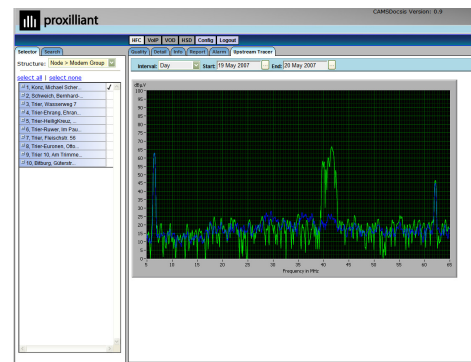 CAMSDocsis Version: 0.9
proxilliant
HFC VoIP VOD HSD Config Logout
Selector Search
Quality Detail Info Report Alarm Upstream Tracer
Structure: Node > Modem Group
Interval: Day Start: 19 May 2007 End: 20 May 2007
select all | select none
1, Konz, Michael Scher...
2, Schweich, Bernhard-...
3, Trier, Wasserweg 7
4, Trier-Ehrang, Ehran...
5, Trier-HeiligKreuz, ...
6, Trier-Ruwer, Im Pau...
7, Trier, Fleischstr. 56
8, Trier-Euronen, Otto...
9, Trier 10, Am Trimme...
10, Bitburg, Güterstr...
dBµV
100
95
90
85
80
75
70
65
60
55
50
45
40
35
30
25
20
15
10
5
0
5 10 15 20 25 30 35 40 45 50 55 60 65
Frequency in MHz